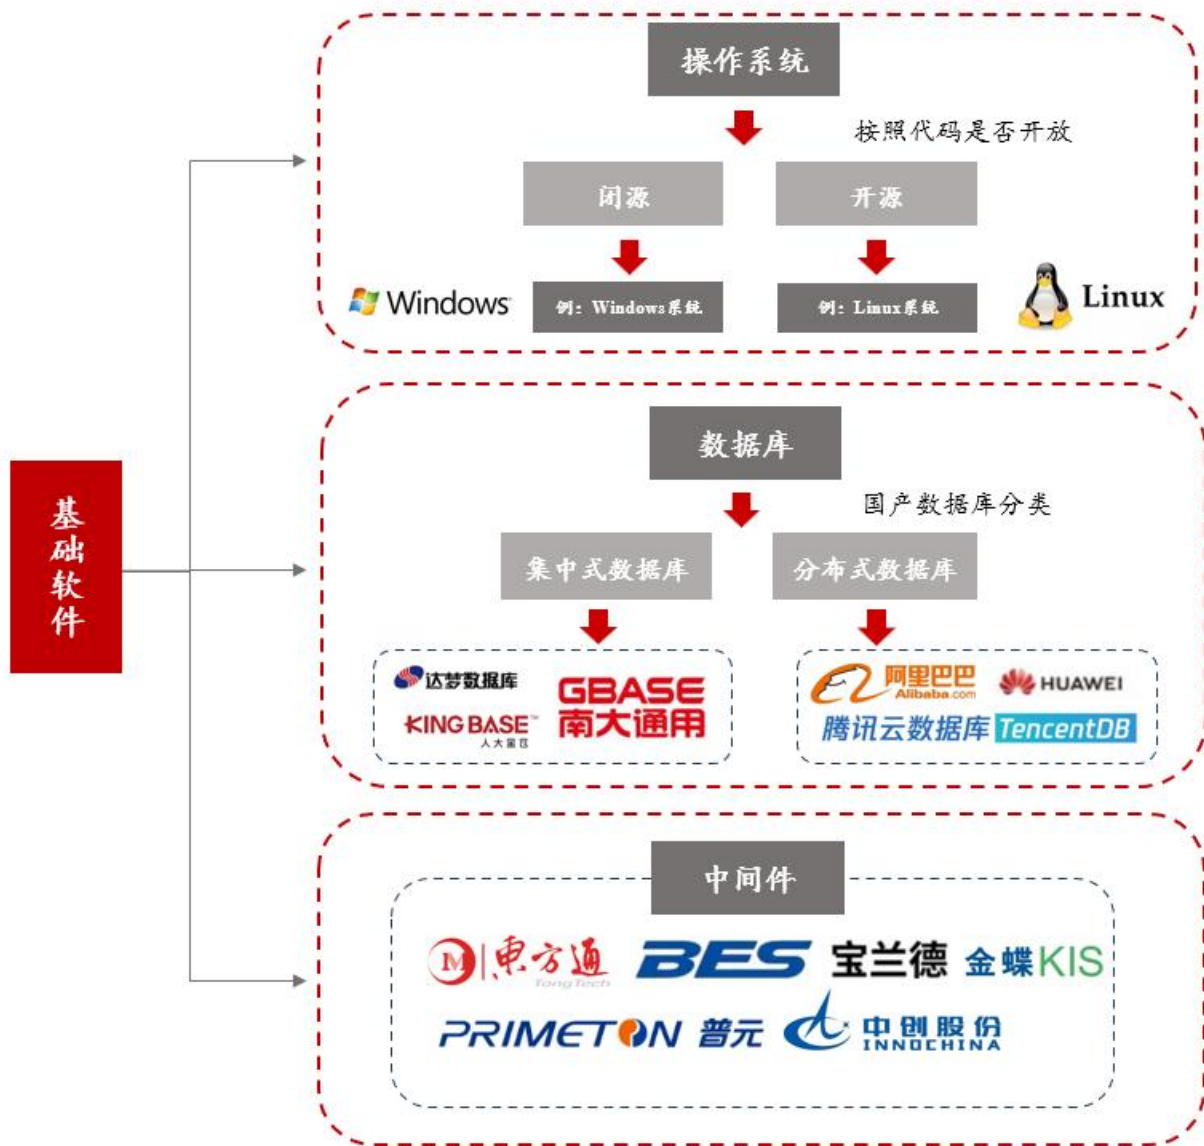 操作系统
按照代码是否开放
闭源
开源
Windows
例：Windows系统
例：Linux系统
Linux
基础软件
数据库
国产数据库分类
集中式数据库
分布式数据库
达梦数据库
GBASE
南大通用
KINGBASE™
人大金仓
阿里巴巴
Alibaba.com
HUAWEI
腾讯云数据库 TencentDB
中间件
東方通
TongTech
BES 宝兰德
金蝶KIS
PRIMETON 普元
中创股份
INNOCHINA